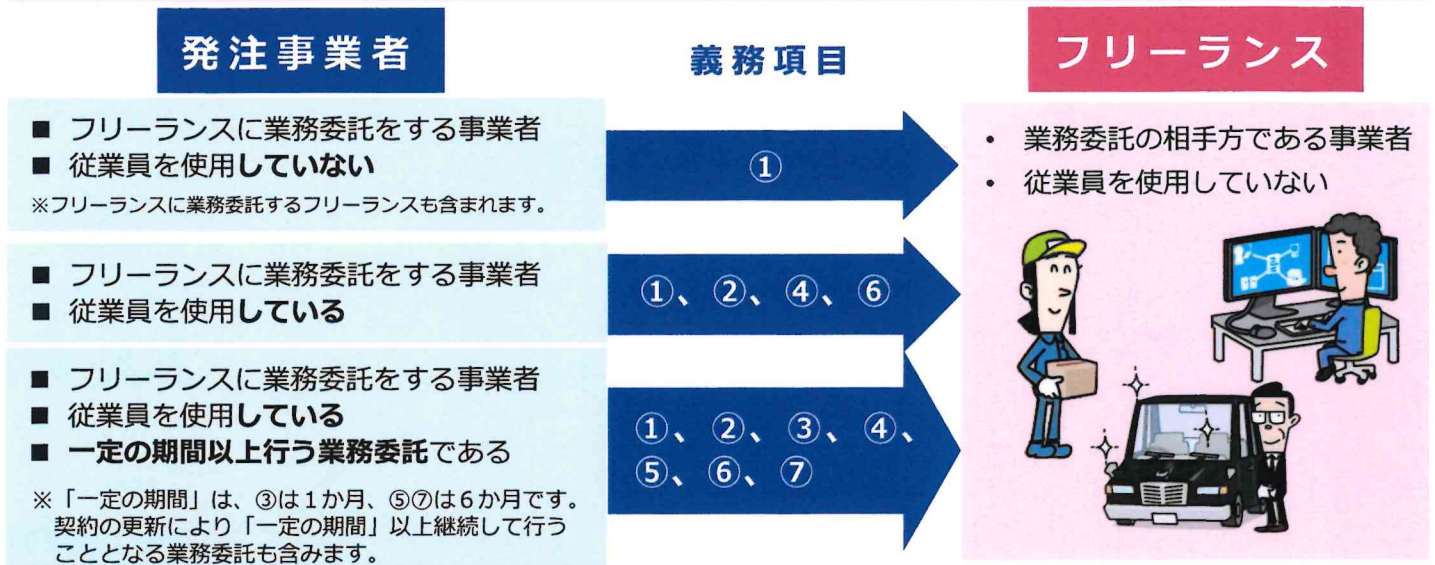 発注事業者
義務項目
フリーランス
■ フリーランスに業務委託をする事業者
■ 従業員を使用していない
※フリーランスに業務委託するフリーランスも含まれます。
①
• 業務委託の相手方である事業者
• 従業員を使用していない
■ フリーランスに業務委託をする事業者
■ 従業員を使用している
①、②、④、⑥
■ フリーランスに業務委託をする事業者
■ 従業員を使用している
■ 一定の期間以上行う業務委託である
※「一定の期間」は、③は1か月、⑤⑦は6か月です。
契約の更新により「一定の期間」以上継続して行う
こととなる業務委託も含みます。
①、②、③、④、
⑤、⑥、⑦